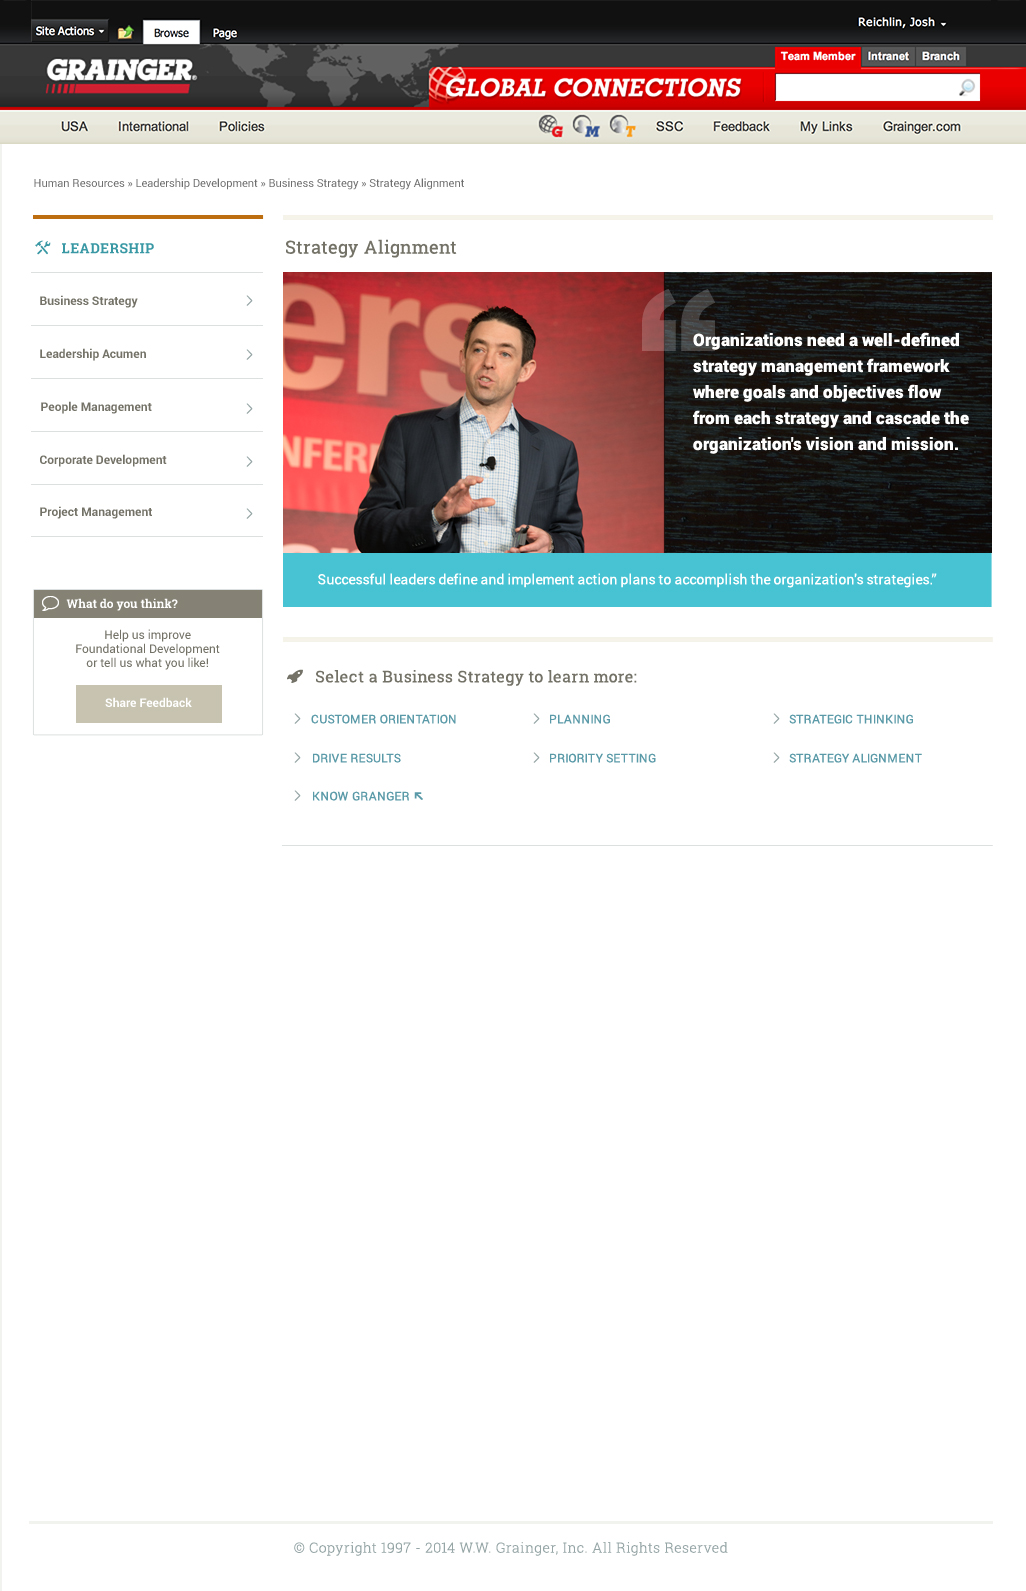 Site Actions
Browse
Page
Reichlin, Josh
GRAINGER®
GLOBAL CONNECTIONS
Team Member
Intranet
Branch
USA
International
Policies
G
M
T
SSC
Feedback
My Links
Grainger.com
Human Resources » Leadership Development » Business Strategy » Strategy Alignment
LEADERSHIP
Business Strategy
Leadership Acumen
People Management
Corporate Development
Project Management
What do you think?
Help us improve
Foundational Development
or tell us what you like!
Share Feedback
Strategy Alignment
ers
NFER
“
Organizations need a well-defined
strategy management framework
where goals and objectives flow
from each strategy and cascade the
organization's vision and mission.
Successful leaders define and implement action plans to accomplish the organization's strategies.”
Select a Business Strategy to learn more:
CUSTOMER ORIENTATION
PLANNING
STRATEGIC THINKING
DRIVE RESULTS
PRIORITY SETTING
STRATEGY ALIGNMENT
KNOW GRANGER
© Copyright 1997 - 2014 W.W. Grainger, Inc. All Rights Reserved